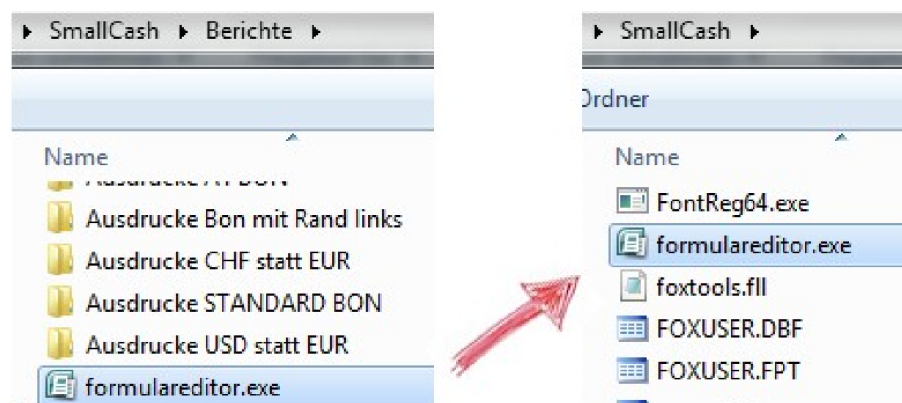 SmallCash ▸ Berichte ▸
Name
Ausdrucke Bon mit Rand links
Ausdrucke CHF statt EUR
Ausdrucke STANDARD BON
Ausdrucke USD statt EUR
formulareditor.exe
SmallCash ▸
Ordner
Name
FontReg64.exe
formulareditor.exe
foxtools.fll
FOXUSER.DBF
FOXUSER.FPT